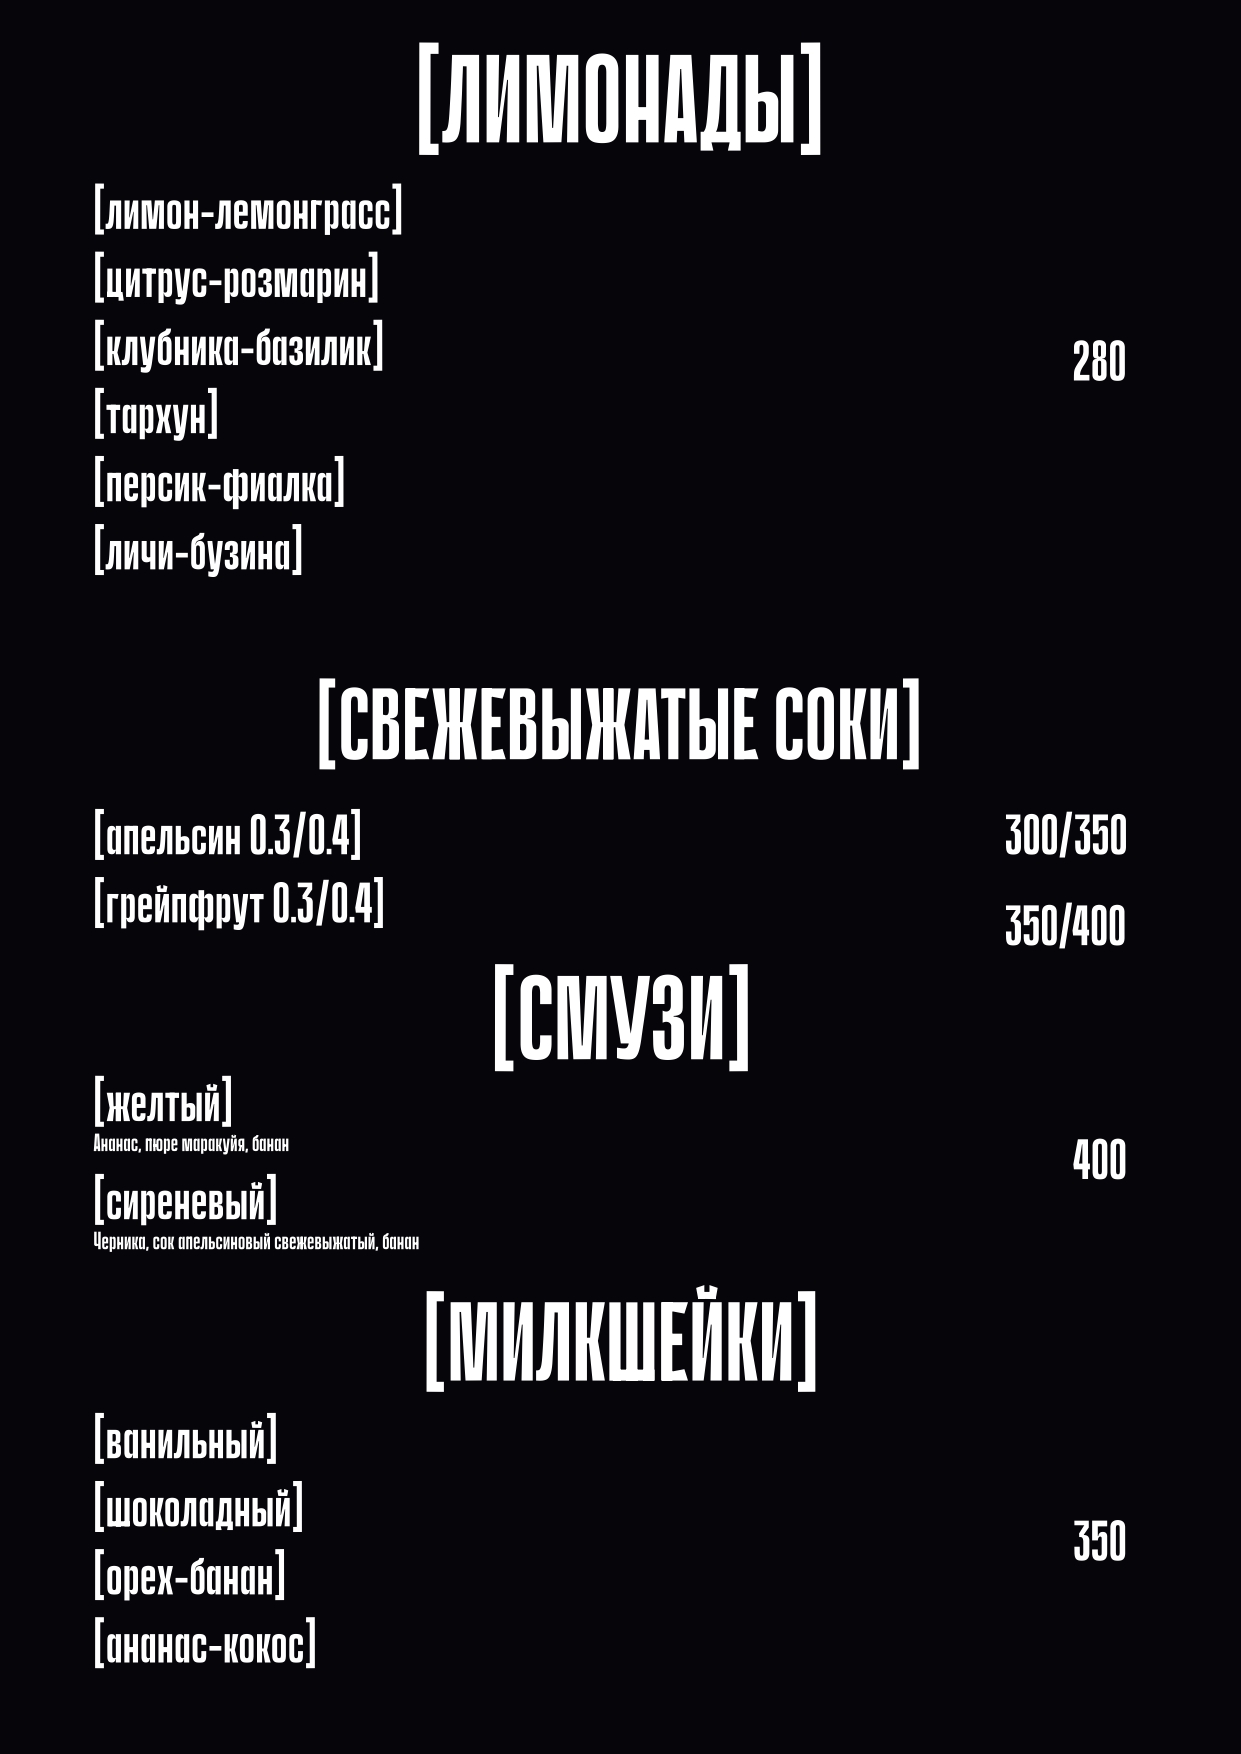 [ЛИМОНАДЫ]
[лимон-лемонграсс]
[цитрус-розмарин]
[клубника-базилик]
280
[тархун]
[персик-фиалка]
[личи-бузина]
[СВЕЖЕВЫЖАТЫЕ СОКИ]
[апельсин 0.3/0.4] 300/350
[грейпфрут 0.3/0.4] 350/400
[СМУЗИ]
[желтый]
Ананас, пюре маракуйя, банан
400
[сиреневый]
Черника, сок апельсиновый свежевыжатый, банан
[МИЛКШЕЙКИ]
[ванильный]
[шоколадный]
350
[орех-банан]
[ананас-кокос]